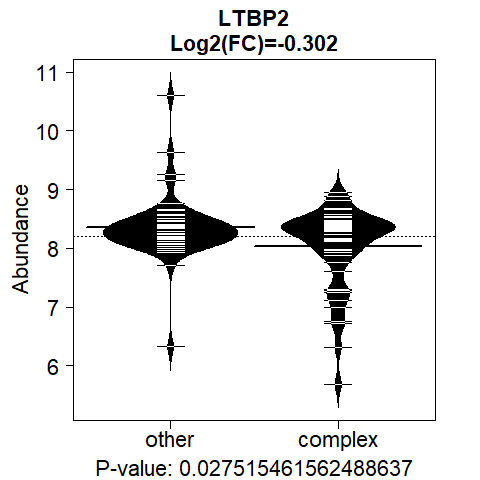 LTBP2
Log2(FC)=-0.302
Abundance
11
10
9
8
7
6
other complex
P-value: 0.027515461562488637